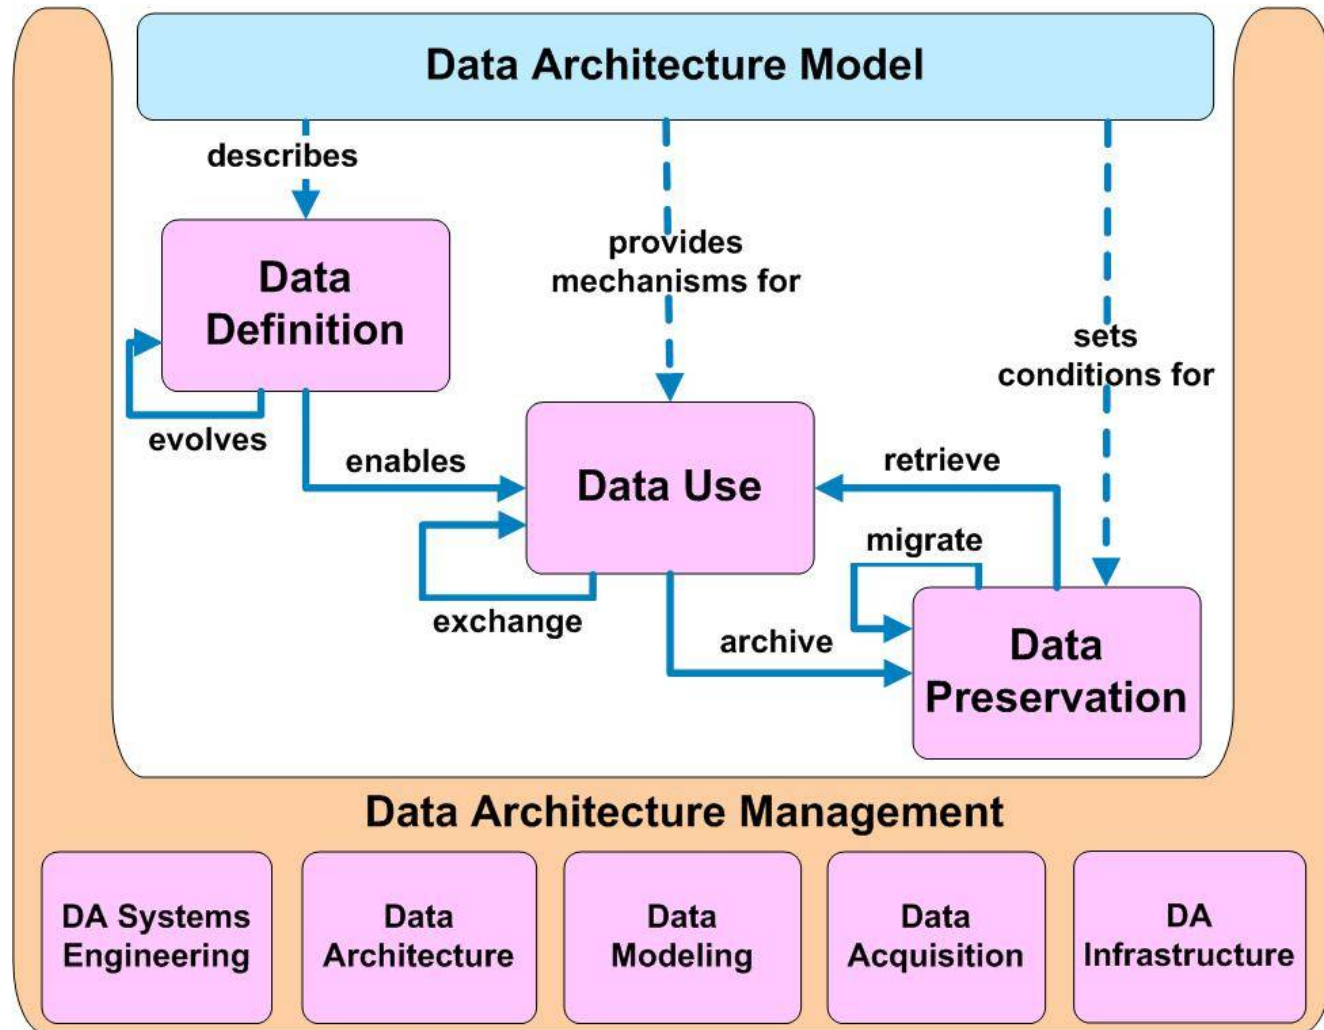 Data Architecture Model
describes
provides
mechanisms for
sets
conditions for
Data
Definition
evolves
enables
Data Use
retrieve
migrate
exchange
archive
Data
Preservation
Data Architecture Management
DA Systems
Engineering
Data
Architecture
Data
Modeling
Data
Acquisition
DA
Infrastructure